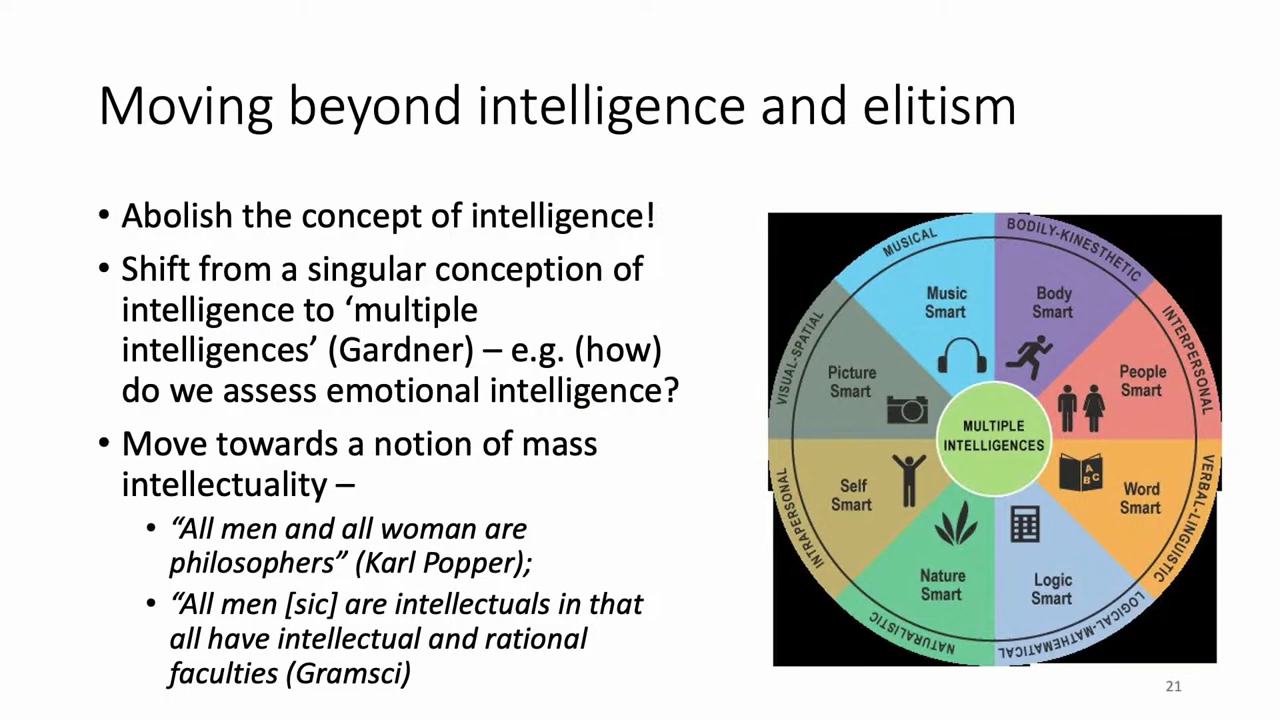 Moving beyond intelligence and elitism
• Abolish the concept of intelligence!
• Shift from a singular conception of
intelligence to ‘multiple
intelligences’ (Gardner) – e.g. (how)
do we assess emotional intelligence?
• Move towards a notion of mass
intellectuality –
• “All men and all woman are
philosophers” (Karl Popper);
• “All men [sic] are intellectuals in that
all have intellectual and rational
faculties (Gramsci)
MUSICAL
BODILY-KINESTHETIC
INTERPERSONAL
VERBAL-LINGUISTIC
LOGICAL-MATHEMATICAL
NATURALISTIC
INTRAPERSONAL
VISUAL-SPATIAL
Music
Smart
Body
Smart
People
Smart
Word
Smart
Logic
Smart
Nature
Smart
Self
Smart
Picture
Smart
MULTIPLE
INTELLIGENCES
A
B C
21